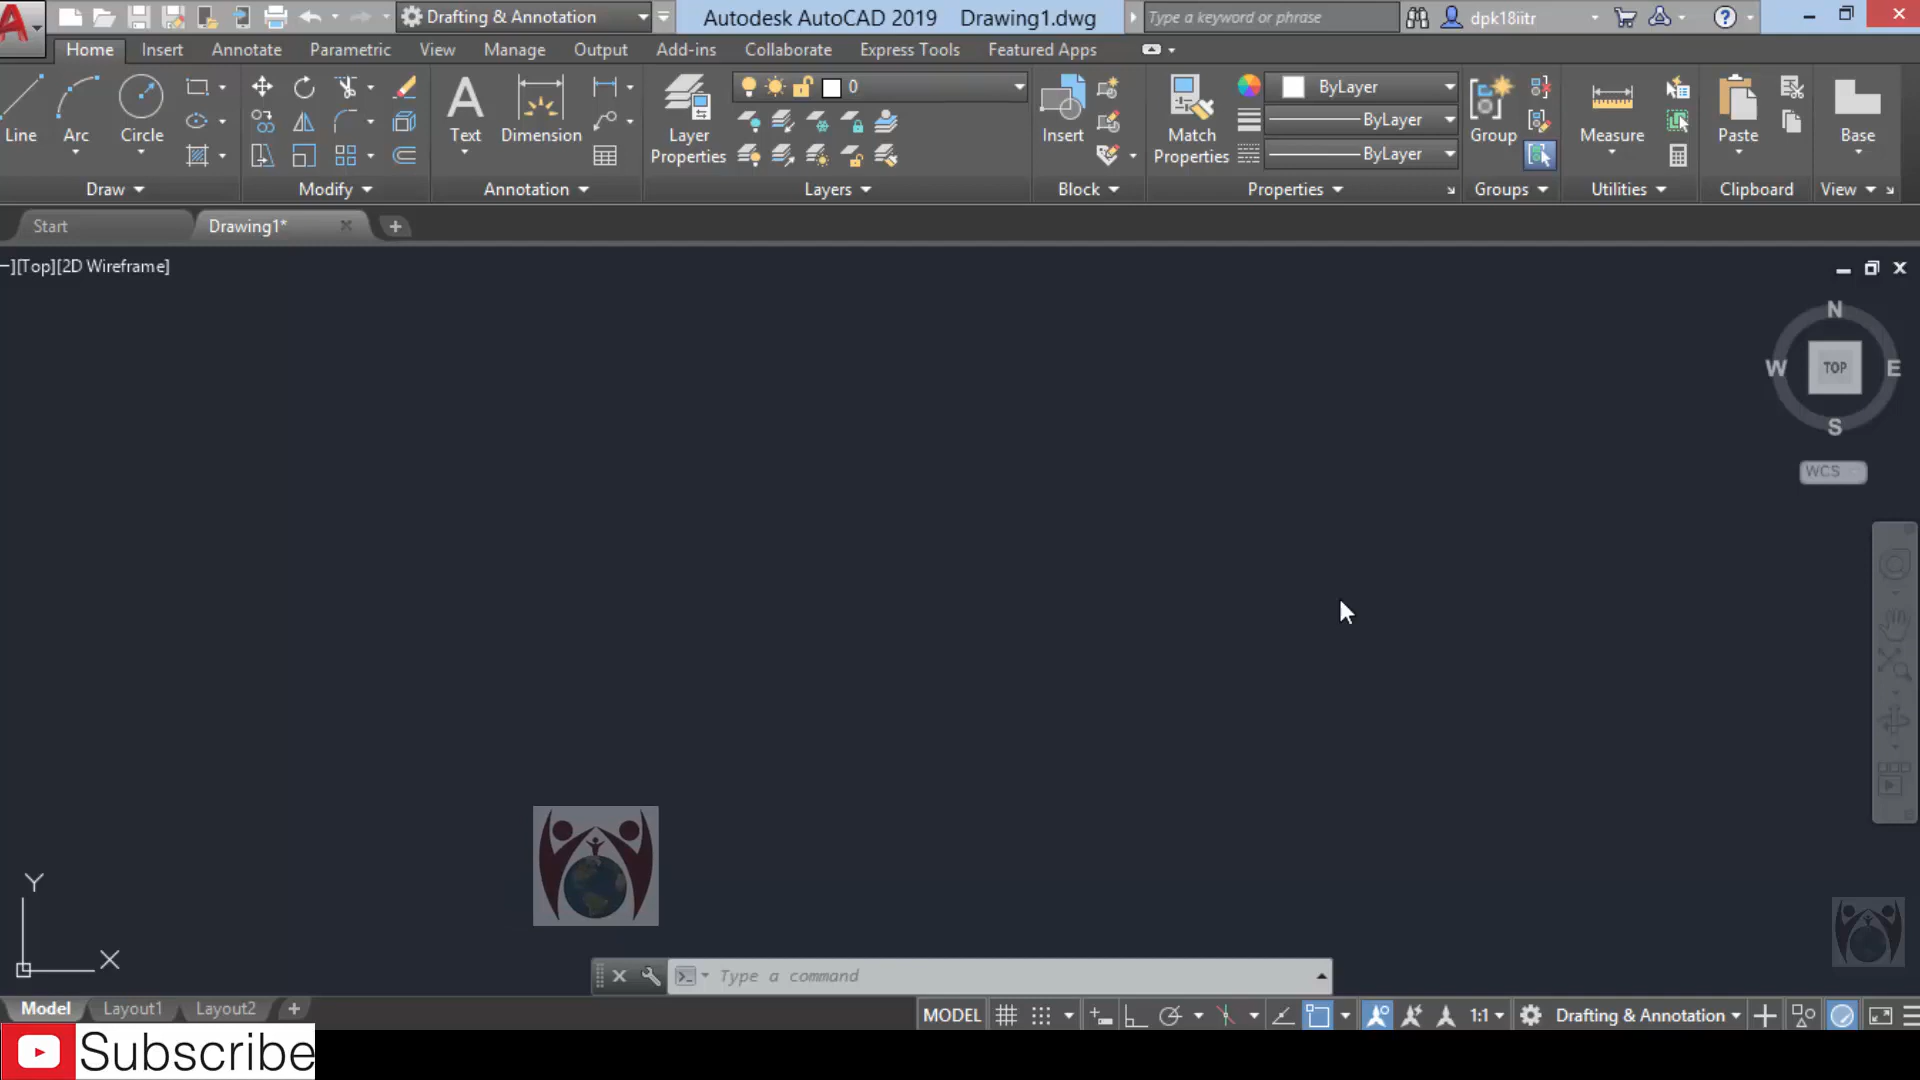 Drafting & Annotation
Autodesk AutoCAD 2019 Drawing1.dwg
Type a keyword or phrase
dpk18iitr
Home Insert Annotate Parametric View Manage Output Add-ins Collaborate Express Tools Featured Apps
0
ByLayer
ByLayer
ByLayer
Line Arc Circle
Text Dimension
Layer Properties
Insert
Match Properties
Group
Measure
Paste
Base
Draw Modify Annotation Layers Block Properties Groups Utilities Clipboard View
Start Drawing1*
–][Top][2D Wireframe]
N
W TOP E
S
WCS
Y
X
Type a command
Model Layout1 Layout2
MODEL 1:1 Drafting & Annotation
Subscribe